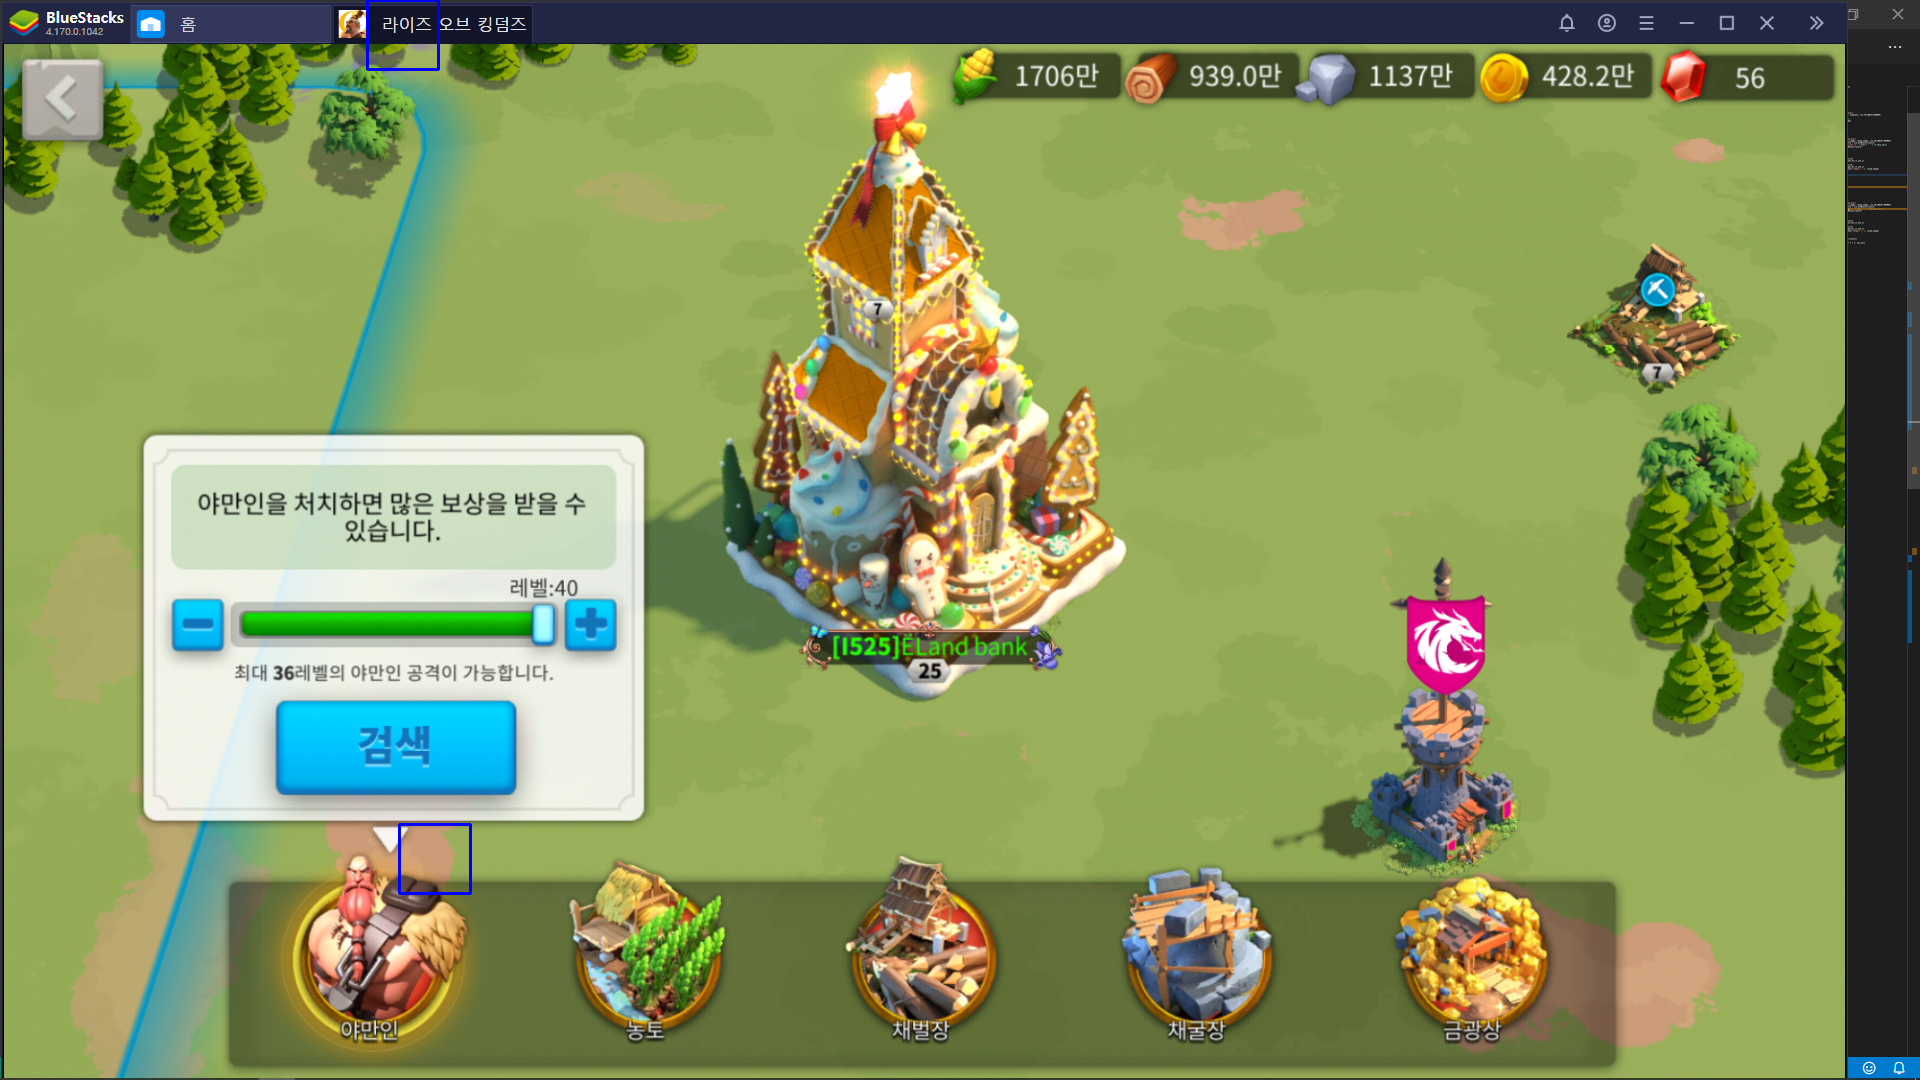 BlueStacks
4.170.0.1042
홈
라이즈 오브 킹덤즈
1706만
939.0만
1137만
428.2만
56
7
7
야만인을 처치하면 많은 보상을 받을 수
있습니다.
레벨:40
최대 36레벨의 야만인 공격이 가능합니다.
검색
[I525]ËLand bank
25
야만인
농토
채벌장
채굴장
금광상